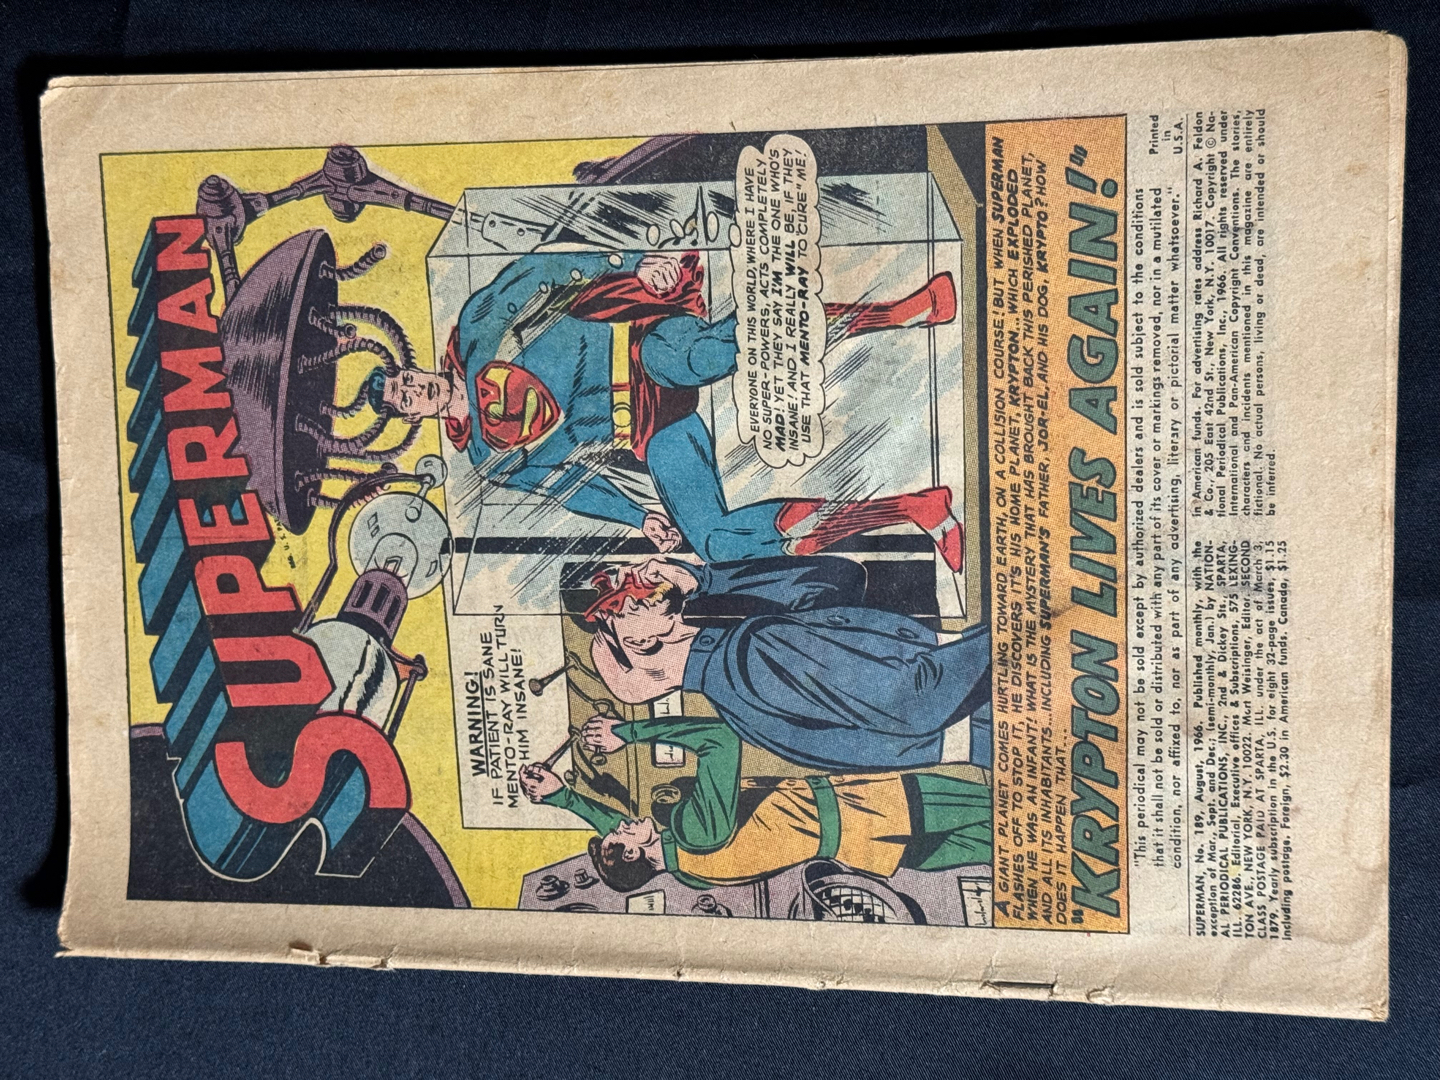 SUPERMAN
WARNING!
IF PATIENT IS SANE
MENTO-RAY WILL TURN
HIM INSANE!
EVERYONE ON THIS WORLD, WHERE I HAVE
NO SUPER-POWERS, ACTS COMPLETELY
MAD! YET THEY SAY I'M THE ONE WHO'S
INSANE! AND I REALLY WILL BE, IF THEY
USE THAT MENTO-RAY TO "CURE" ME!
A GIANT PLANET COMES HURTLING TOWARD EARTH, ON A COLLISION COURSE! BUT WHEN SUPERMAN
FLASHES OFF TO STOP IT, HE DISCOVERS IT'S HIS HOME PLANET, KRYPTON... WHICH EXPLODED
WHEN HE WAS AN INFANT! WHAT IS THE MYSTERY THAT HAS BROUGHT BACK THIS PERISHED PLANET,
AND ALL ITS INHABITANTS...INCLUDING SUPERMAN'S FATHER, JOR-EL, AND HIS DOG, KRYPTO? HOW
DOES IT HAPPEN THAT...
"KRYPTON LIVES AGAIN!"
"This periodical may not be sold except by authorized dealers and is sold subject to the conditions
that it shall not be sold or distributed with any part of its cover or markings removed, nor in a mutilated
condition, nor affixed to, nor as part of any advertising, literary or pictorial matter whatsoever."
Printed
in
U.S.A.
SUPERMAN, No. 189, August, 1966. Published monthly, with the
exception of Mar., Sept. and Dec., (semi-monthly, Jan.) by NATION-
AL PERIODICAL PUBLICATIONS, INC., 2nd & Dickey Sts., SPARTA,
ILL. 62286. Editorial, Executive offices & Subscriptions 575 LEXING-
TON AVE., NEW YORK, N.Y. 10022. Mort Weisinger, Editor. SECOND
CLASS POSTAGE PAID AT SPARTA, ILL. under the act of March 3,
1879. Yearly subscription in the U.S. for eight 32-page issues, $1.15
including postage. Foreign, $2.30 in American funds. Canada, $1.25
in American funds. For advertising rates address Richard A. Feldon
& Co., 205 East 42nd St., New York, N.Y. 10017. Copyright © Na-
tional Periodical Publications, Inc., 1966. All rights reserved under
International and Pan-American Copyright Conventions. The stories,
characters and incidents mentioned in this magazine are entirely
fictional. No actual persons, living or dead, are intended or should
be inferred.